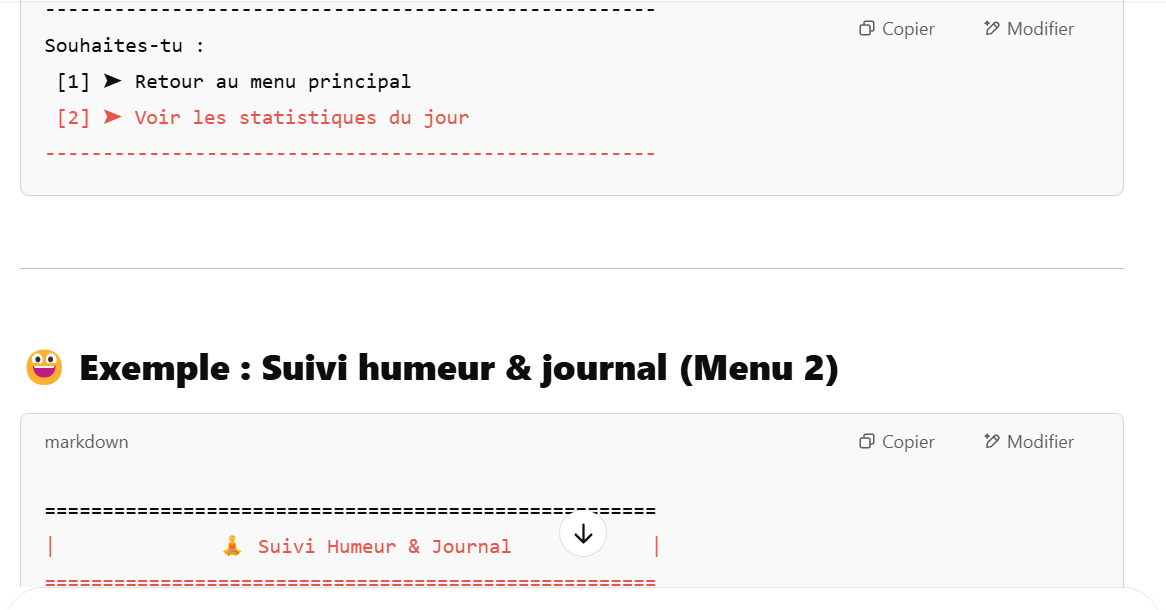 -----------------------------------------------------
Copier Modifier
Souhaites-tu :
[1] ➤ Retour au menu principal
[2] ➤ Voir les statistiques du jour
-----------------------------------------------------
😀 Exemple : Suivi humeur & journal (Menu 2)
markdown Copier Modifier
=====================================================
| 🧘 Suivi Humeur & Journal |
=====================================================